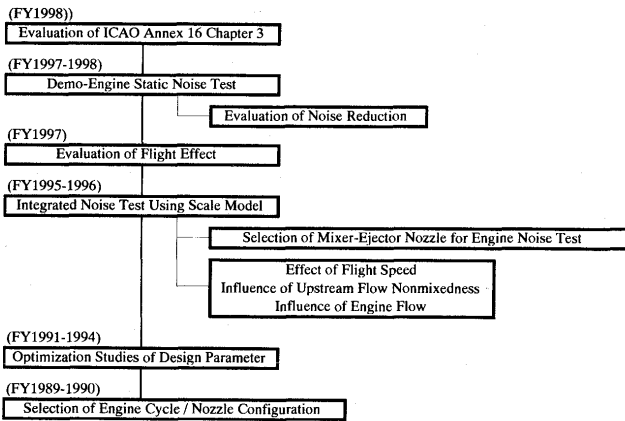 (FY1998))
Evaluation of ICAO Annex 16 Chapter 3
(FY1997-1998)
Demo-Engine Static Noise Test
Evaluation of Noise Reduction
(FY1997)
Evaluation of Flight Effect
(FY1995-1996)
Integrated Noise Test Using Scale Model
Selection of Mixer-Ejector Nozzle for Engine Noise Test
Effect of Flight Speed
Influence of Upstream Flow Nonmixedness
Influence of Engine Flow
(FY1991-1994)
Optimization Studies of Design Parameter
(FY1989-1990)
Selection of Engine Cycle / Nozzle Configuration